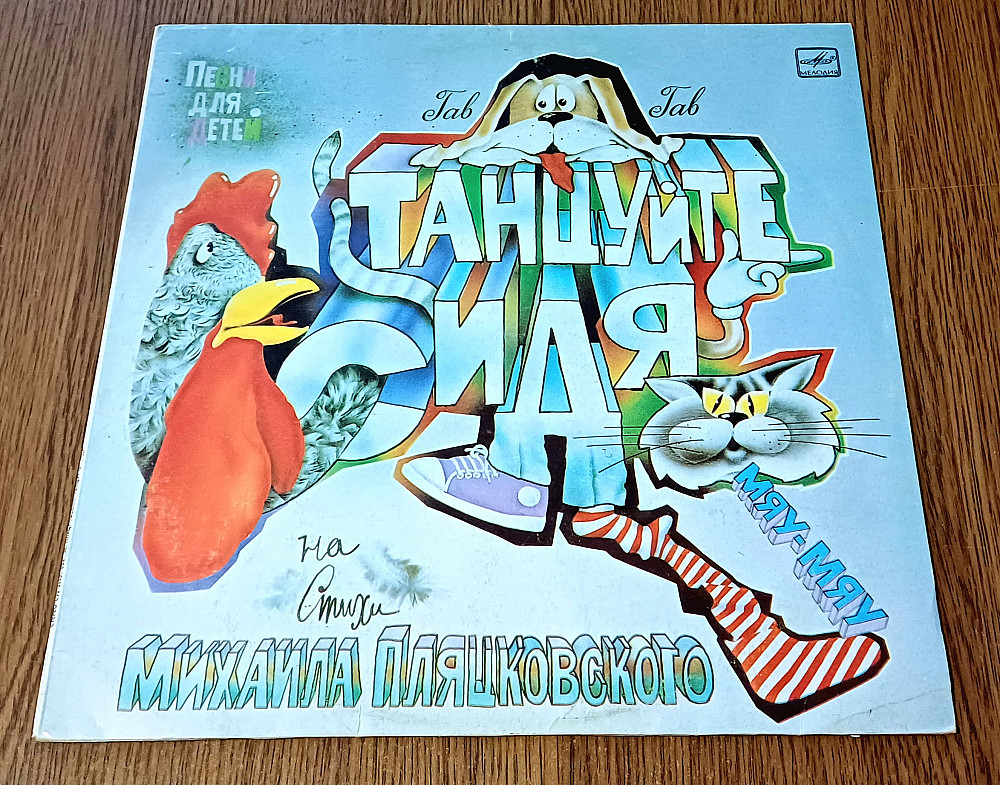 Песни
для
детей
МЕЛОДИЯ
Гав Гав
ТАНЦУЙТЕ
СИДЯ
МЯУ-МЯУ
на
Стихи
МИХАИЛА ПЛЯЦКОВСКОГО